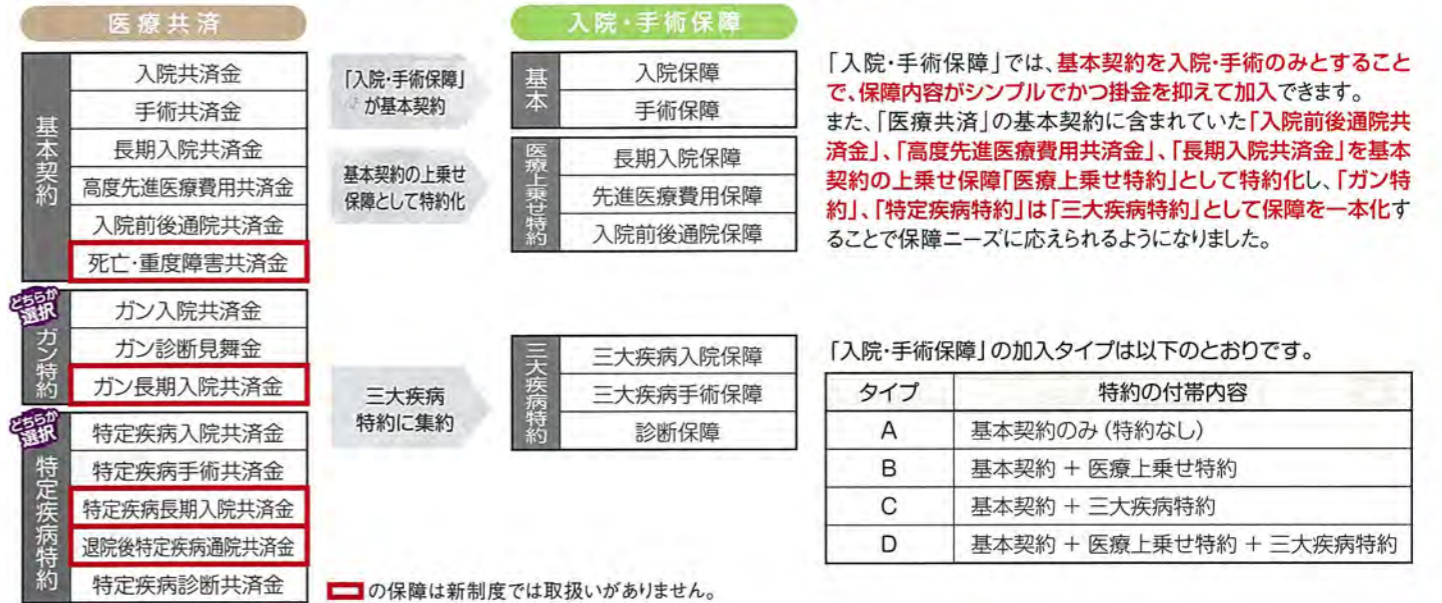 医療共済
基本契約
入院共済金
手術共済金
長期入院共済金
高度先進医療費用共済金
入院前後通院共済金
死亡・重度障害共済金
どちらか
選択
ガン特約
ガン入院共済金
ガン診断見舞金
ガン長期入院共済金
どちらか
選択
特定疾病特約
特定疾病入院共済金
特定疾病手術共済金
特定疾病長期入院共済金
退院後特定疾病通院共済金
特定疾病診断共済金
「入院・手術保障」
が基本契約
基本契約の上乗せ
保障として特約化
三大疾病
特約に集約
入院・手術保障
基本
入院保障
手術保障
医療上乗せ特約
長期入院保障
先進医療費用保障
入院前後通院保障
三大疾病特約
三大疾病入院保障
三大疾病手術保障
診断保障
の保障は新制度では取扱いがありません。
「入院・手術保障」では、基本契約を入院・手術のみとすること
で、保障内容がシンプルでかつ掛金を抑えて加入できます。
また、「医療共済」の基本契約に含まれていた「入院前後通院共
済金」、「高度先進医療費用共済金」、「長期入院共済金」を基本
契約の上乗せ保障「医療上乗せ特約」として特約化し、「ガン特
約」、「特定疾病特約」は「三大疾病特約」として保障を一本化す
ることで保障ニーズに応えられるようになりました。
「入院・手術保障」の加入タイプは以下のとおりです。
タイプ 特約の付帯内容
A 基本契約のみ（特約なし）
B 基本契約 + 医療上乗せ特約
C 基本契約 + 三大疾病特約
D 基本契約 + 医療上乗せ特約 + 三大疾病特約